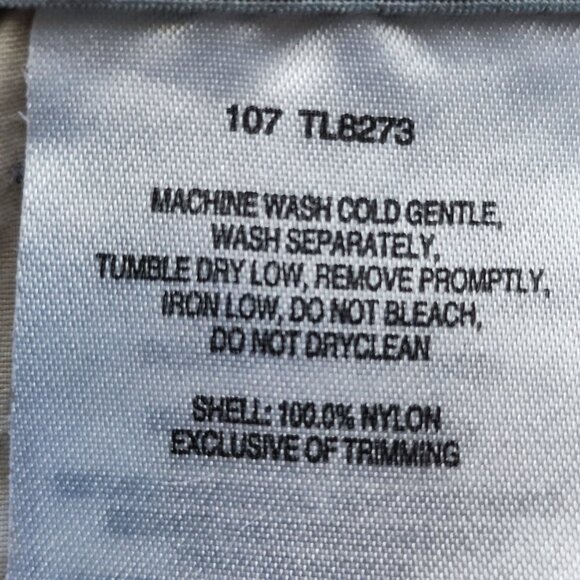 107 TL8273
MACHINE WASH COLD GENTLE,
WASH SEPARATELY,
TUMBLE DRY LOW, REMOVE PROMPTLY,
IRON LOW, DO NOT BLEACH,
DO NOT DRYCLEAN
SHELL: 100.0% NYLON
EXCLUSIVE OF TRIMMING